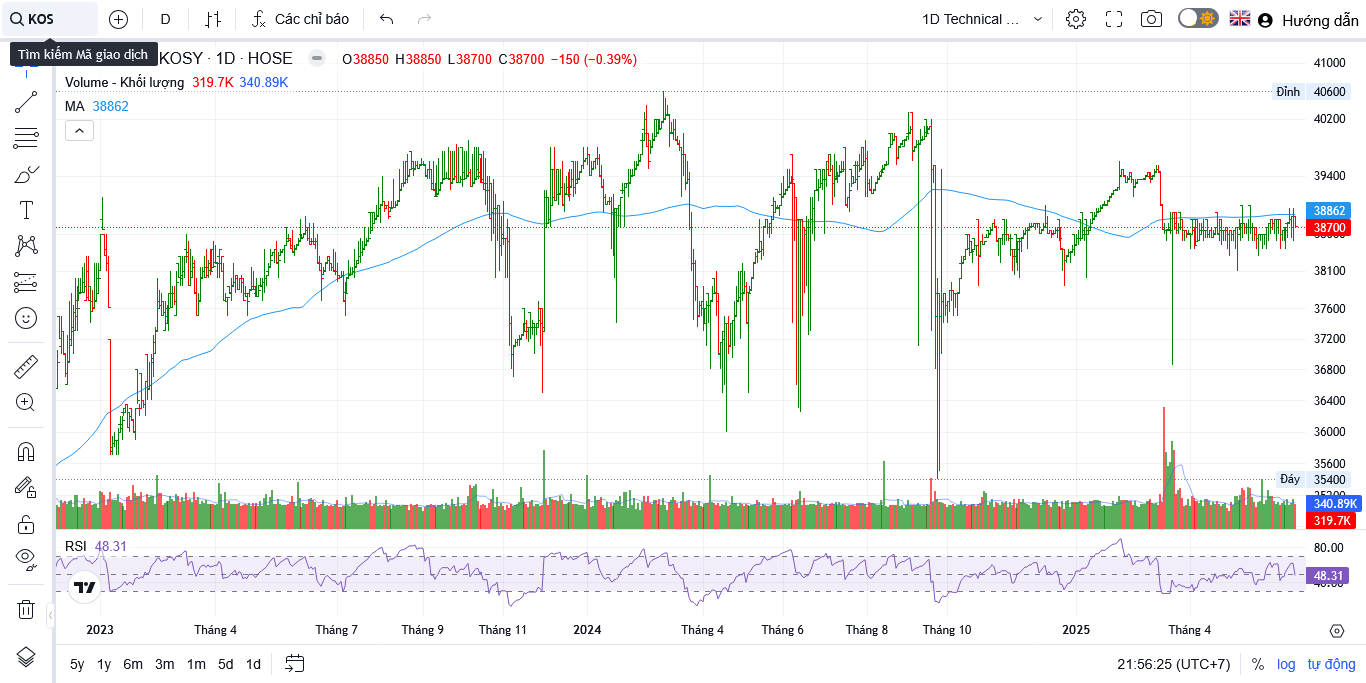 KOS
D
Các chỉ báo
1D Technical ...
Hướng dẫn
Tìm kiếm Mã giao dịch
KOSY · 1D · HOSE
O38850 H38850 L38700 C38700 −150 (−0.39%)
Volume - Khối lượng 319.7K 340.89K
MA 38862
41000
Đỉnh 40600
40200
39400
38862
38700
38100
37600
37200
36800
36400
36000
35600
Đáy 35400
340.89K
319.7K
RSI 48.31
80.00
48.31
2023
Tháng 4
Tháng 7
Tháng 9
Tháng 11
2024
Tháng 4
Tháng 6
Tháng 8
Tháng 10
2025
Tháng 4
5y 1y 6m 3m 1m 5d 1d
21:56:25 (UTC+7)
% log tự động